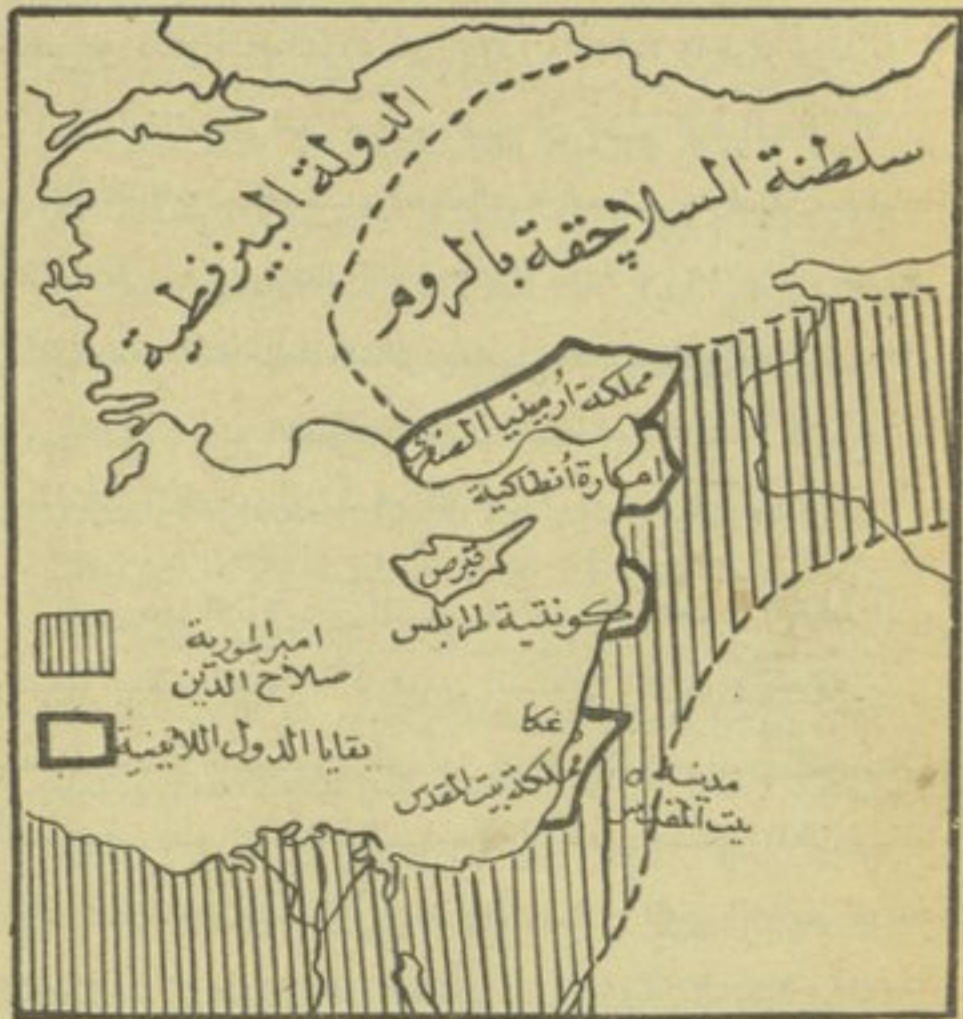 الدولة البيزنطية
سلطنة السلاجقة بالروم
مملكة أرمينيا الصغرى
امارة أنطاكية
قبرص
كونتية طرابلس
امبراطورية
صلاح الدين
بقايا الدول اللاتينية
عكا
مملكة بيت المقدس
مدينة
بيت المقدس